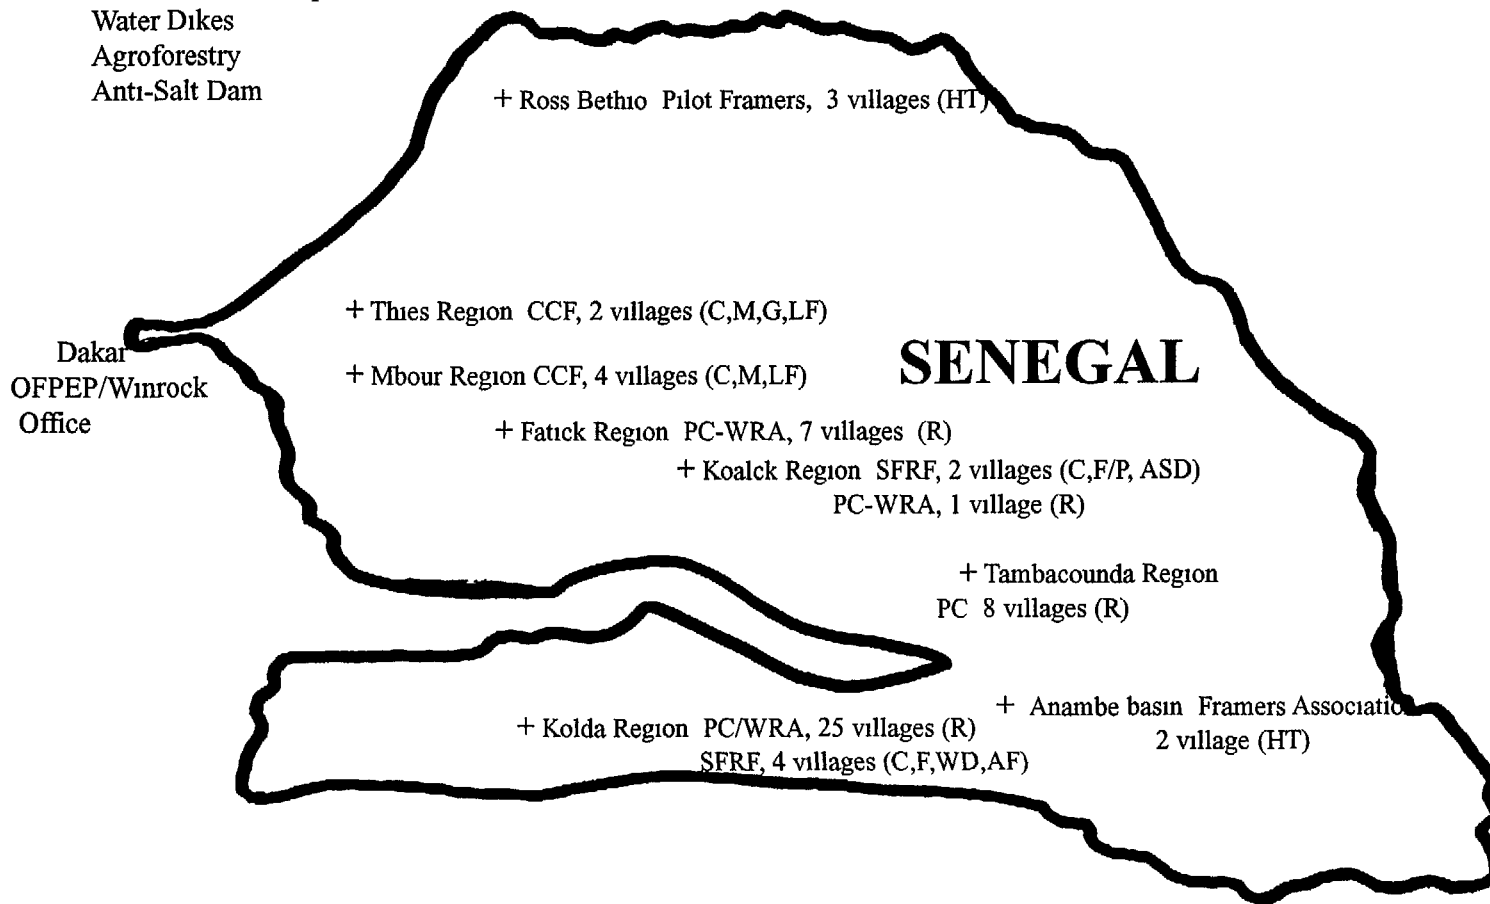 Water Dikes
Agroforestry
Anti-Salt Dam
+ Ross Bethio Pilot Framers, 3 villages (HT)
+ Thies Region CCF, 2 villages (C,M,G,LF)
SENEGAL
Dakar
OFPEP/Winrock
Office
+ Mbour Region CCF, 4 villages (C,M,LF)
+ Fatick Region PC-WRA, 7 villages (R)
+ Koalck Region SFRF, 2 villages (C,F/P, ASD)
PC-WRA, 1 village (R)
+ Tambacounda Region
PC 8 villages (R)
+ Anambe basin Framers Association
2 village (HT)
+ Kolda Region PC/WRA, 25 villages (R)
SFRF, 4 villages (C,F,WD,AF)